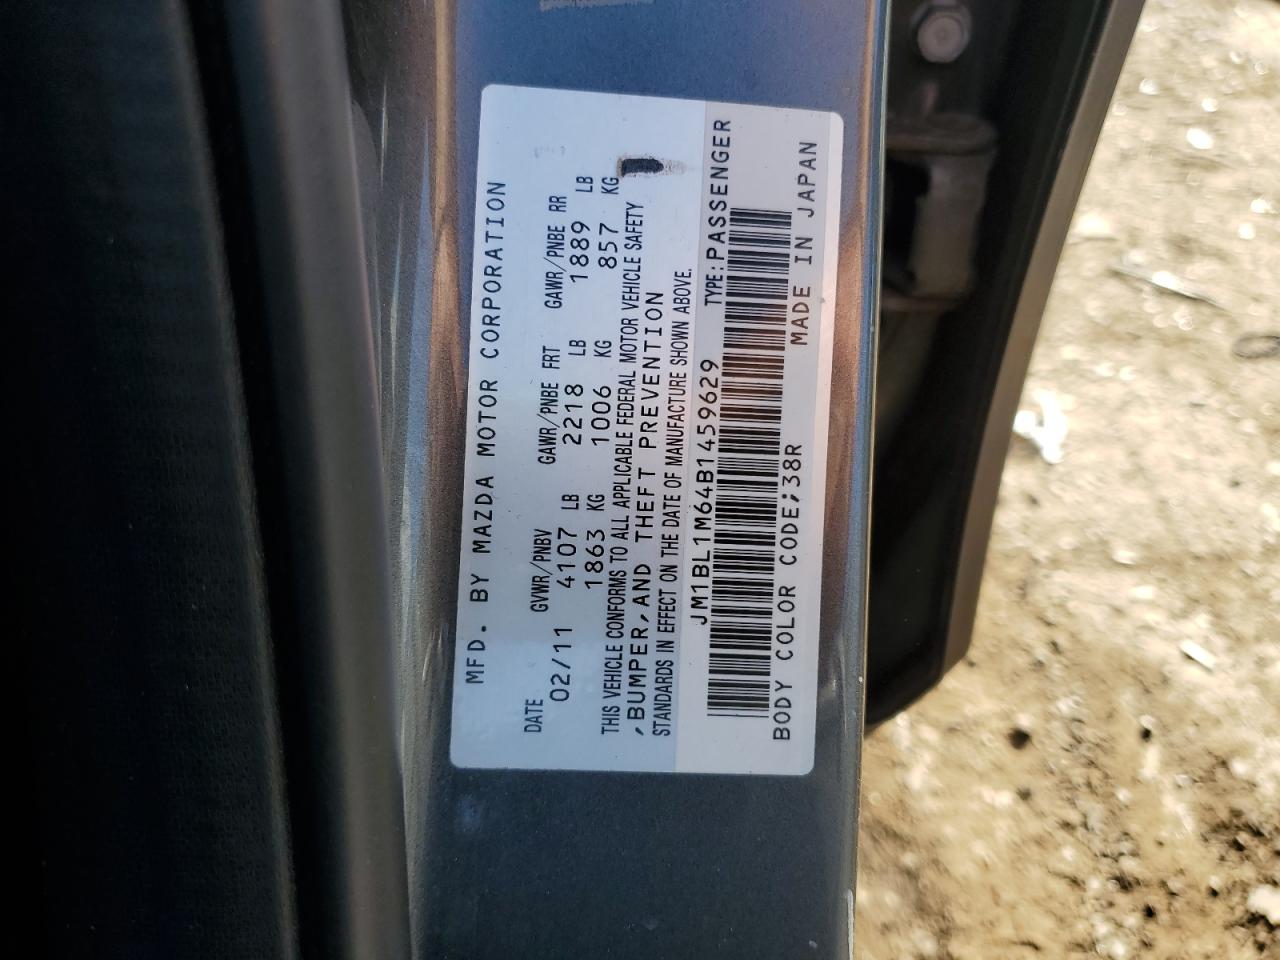 MFD. BY MAZDA MOTOR CORPORATION
DATE GVWR/PNBV GAWR/PNBE FRT GAWR/PNBE RR
02/11 4107 LB 2218 LB 1889 LB
1863 KG 1006 KG 857 KG
THIS VEHICLE CONFORMS TO ALL APPLICABLE FEDERAL MOTOR VEHICLE SAFETY
,BUMPER,AND THEFT PREVENTION
STANDARDS IN EFFECT ON THE DATE OF MANUFACTURE SHOWN ABOVE.
JM1BL1M64B1459629 TYPE:PASSENGER
BODY COLOR CODE;38R MADE IN JAPAN